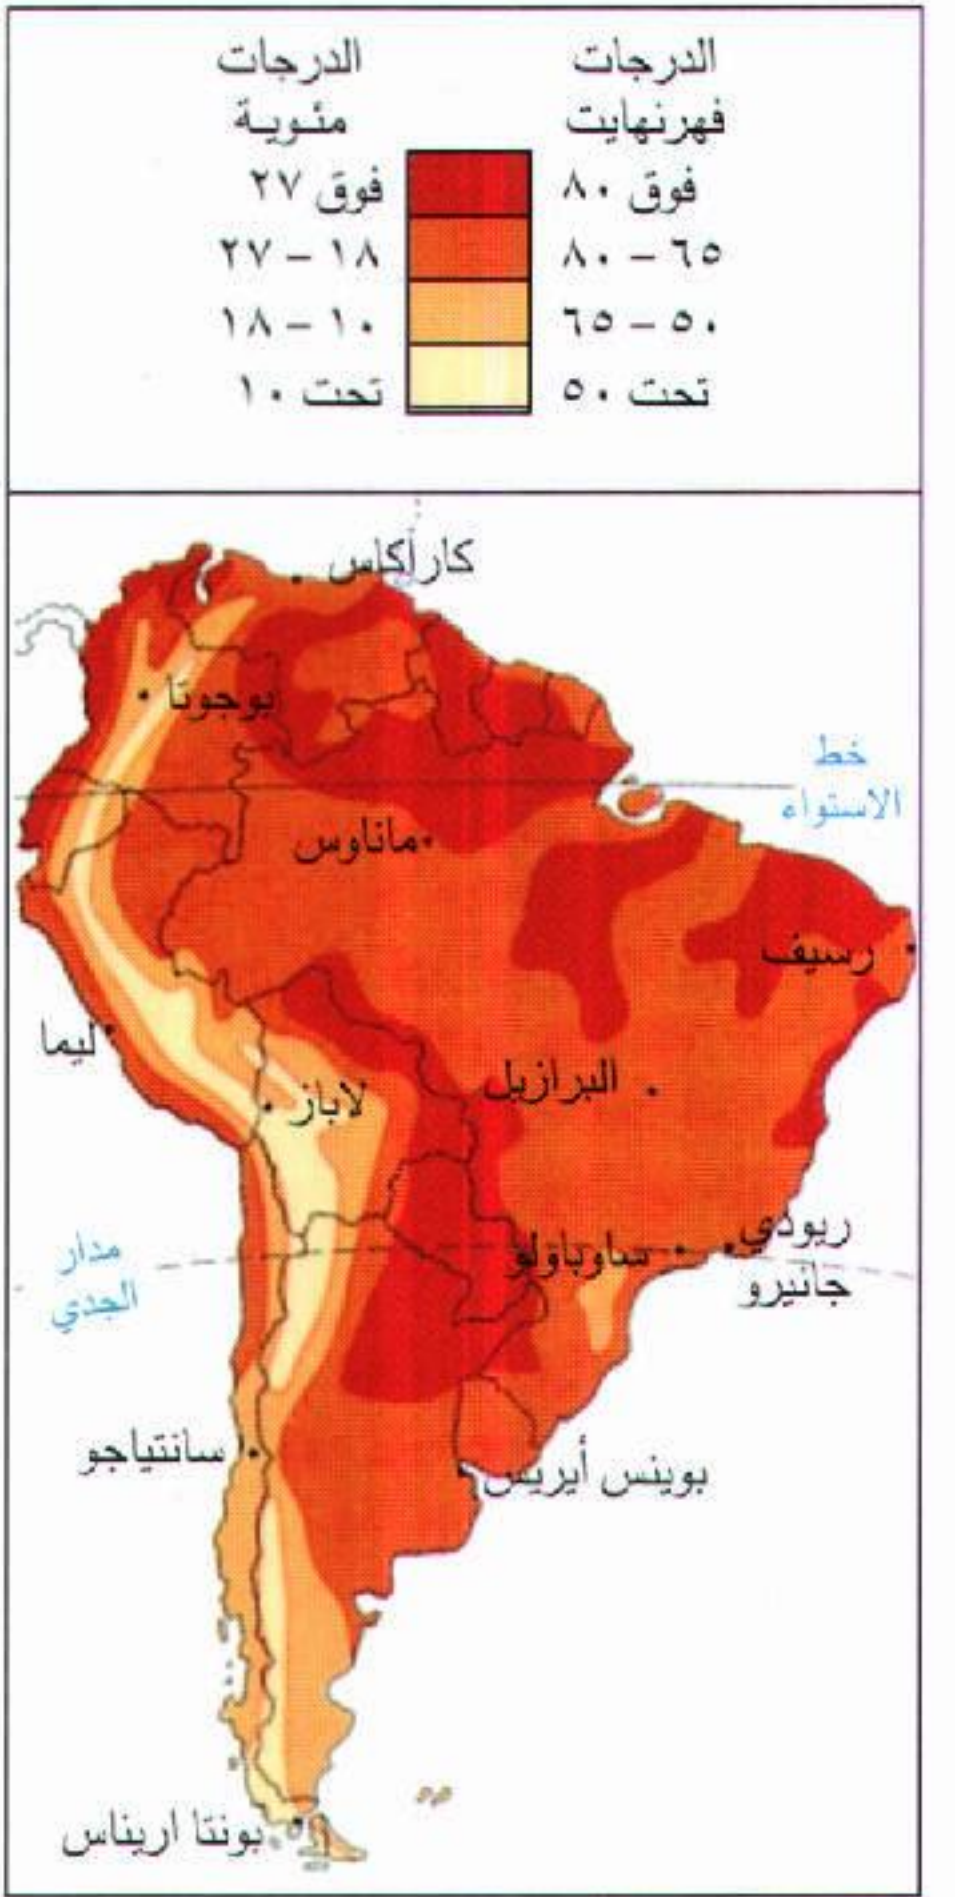 الدرجات الدرجات
فهرنهايت مئوية
فوق ٨٠ فوق ٢٧
٦٥ – ٨٠ ١٨ – ٢٧
٥٠ – ٦٥ ١٠ – ١٨
تحت ٥٠ تحت ١٠
كاراكاس
بوجوتا
خط
الاستواء
ماناوس
رسيف
ليما
البرازيل
لاباز
ريودي
جانيرو
ساوباولو
مدار
الجدي
سانتياجو
بوينس أيريس
بونتا اريناس